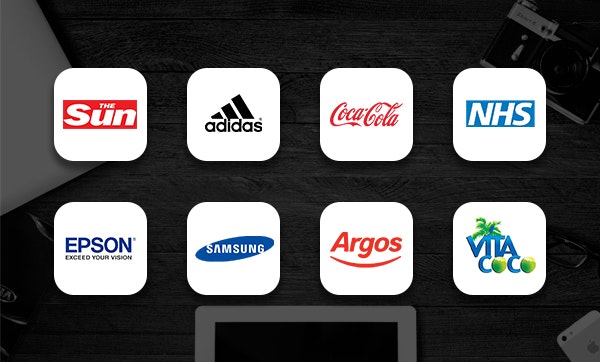 THE
Sun
adidas
Coca-Cola
NHS
EPSON
EXCEED YOUR VISION
SAMSUNG
Argos
VITA
COCO